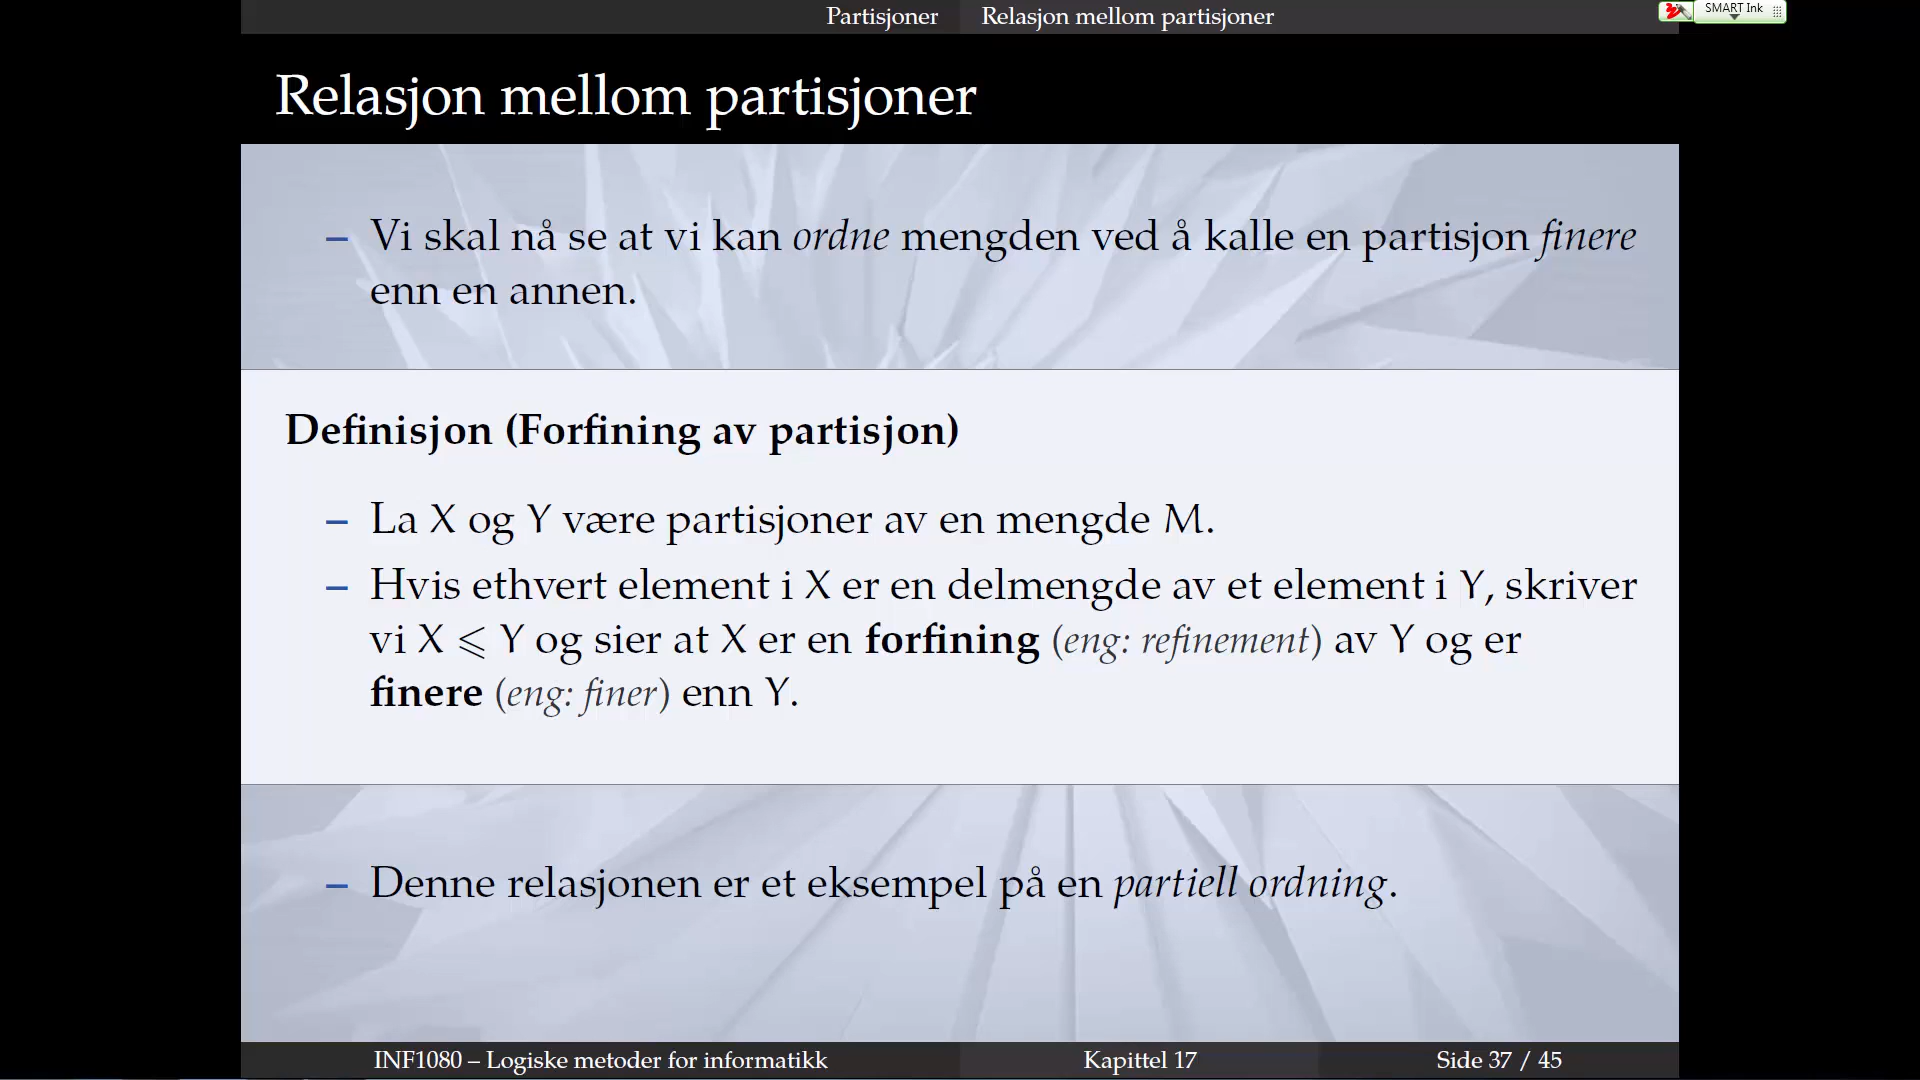 Partisjoner Relasjon mellom partisjoner
SMART Ink
Relasjon mellom partisjoner
– Vi skal nå se at vi kan ordne mengden ved å kalle en partisjon finere
enn en annen.
Definisjon (Forfining av partisjon)
– La X og Y være partisjoner av en mengde M.
– Hvis ethvert element i X er en delmengde av et element i Y, skriver
vi X ⩽ Y og sier at X er en forfining (eng: refinement) av Y og er
finere (eng: finer) enn Y.
– Denne relasjonen er et eksempel på en partiell ordning.
INF1080 – Logiske metoder for informatikk Kapittel 17 Side 37 / 45